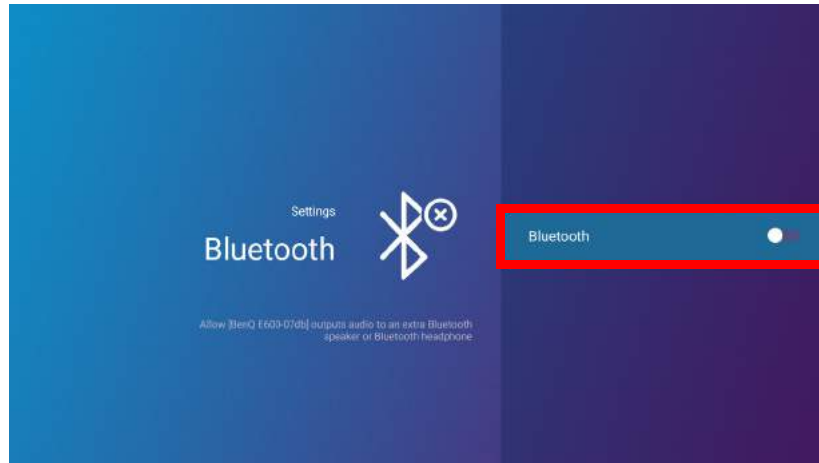 Settings
Bluetooth
Allow [BenQ E600-07db] outputs audio to an extra Bluetooth
speaker or Bluetooth headphone
Bluetooth